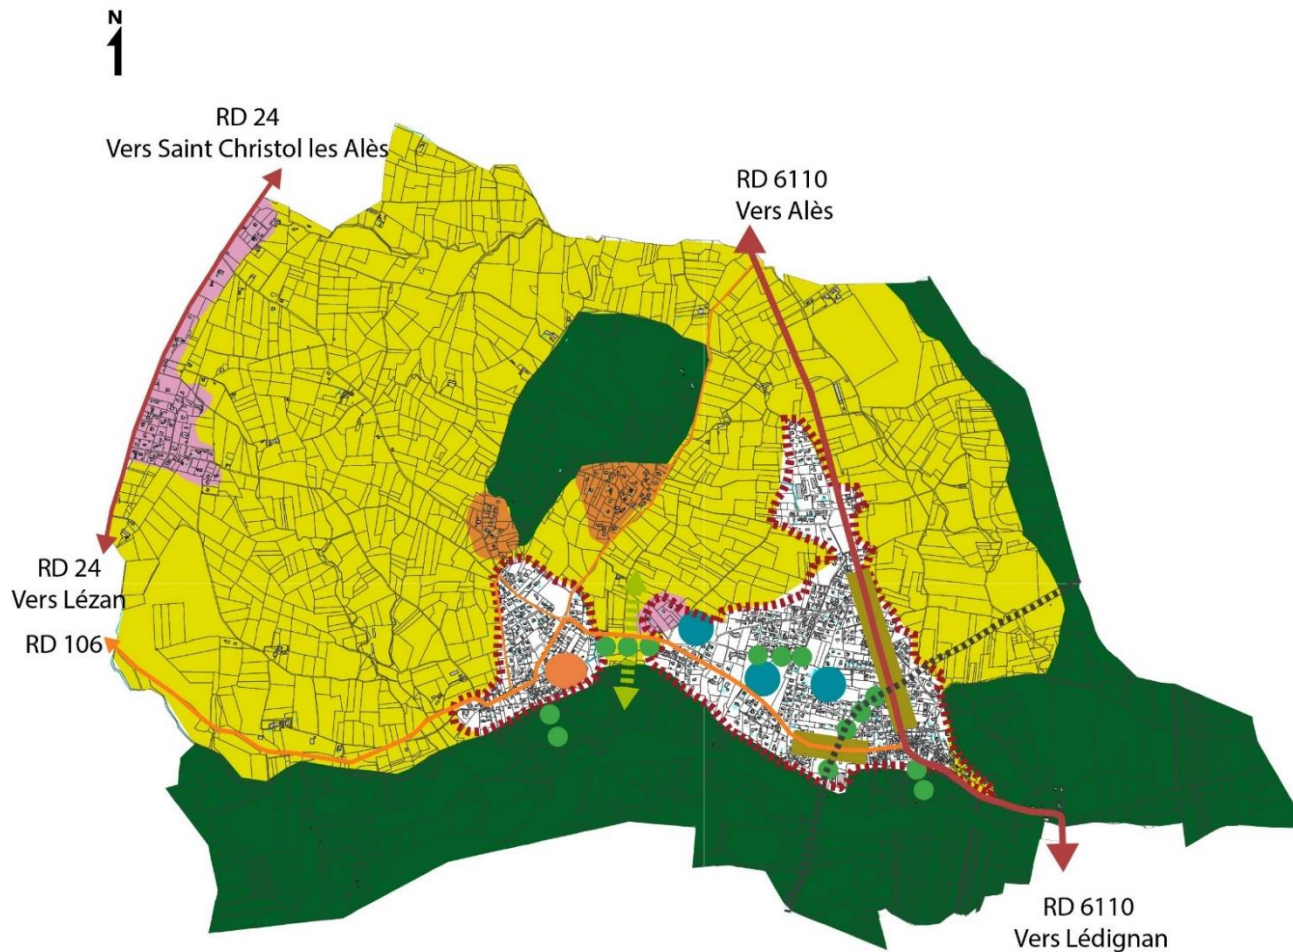 N
RD 24
Vers Saint Christol les Alès
RD 6110
Vers Alès
RD 24
Vers Lézan
RD 106
RD 6110
Vers Lédignan